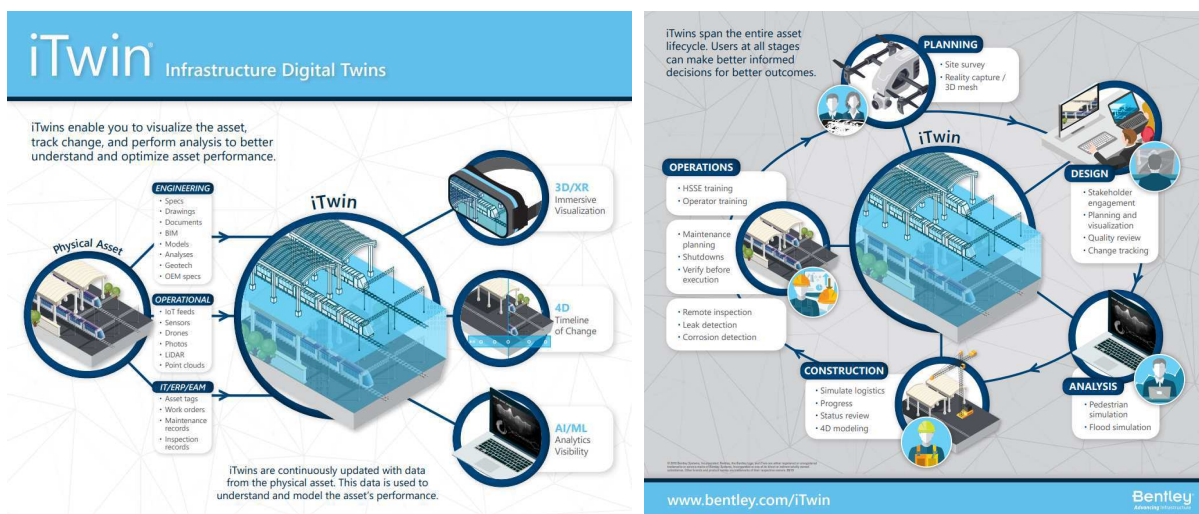 iTwin®
Infrastructure Digital Twins
iTwins enable you to visualize the asset,
track change, and perform analysis to better
understand and optimize asset performance.
Physical Asset
ENGINEERING
• Specs
• Drawings
• Documents
• BIM
• Models
• Analyses
• Geotech
• OEM specs
OPERATIONAL
• IoT feeds
• Sensors
• Drones
• Photos
• LiDAR
• Point clouds
IT/ERP/EAM
• Asset tags
• Work orders
• Maintenance
records
• Inspection
records
iTwin
3D/XR
Immersive
Visualization
4D
Timeline
of Change
AI/ML
Analytics
Visibility
iTwins are continuously updated with data
from the physical asset. This data is used to
understand and model the asset's performance.
iTwins span the entire asset
lifecycle. Users at all stages
can make better informed
decisions for better outcomes.
PLANNING
• Site survey
• Reality capture /
3D mesh
iTwin
DESIGN
• Stakeholder
engagement
• Planning and
visualization
• Quality review
• Change tracking
ANALYSIS
• Pedestrian
simulation
• Flood simulation
CONSTRUCTION
• Simulate logistics
• Progress
• Status review
• 4D modeling
OPERATIONS
• HSSE training
• Operator training
• Maintenance
planning
• Shutdowns
• Verify before
execution
• Remote inspection
• Leak detection
• Corrosion detection
www.bentley.com/iTwin
Bentley
Advancing Infrastructure